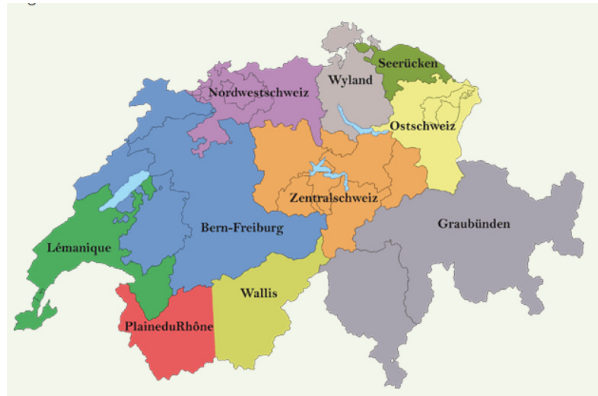 Seerücken
Wyland
Nordwestschweiz
Ostschweiz
Zentralschweiz
Graubünden
Bern-Freiburg
Lémanique
Wallis
PlaineduRhône